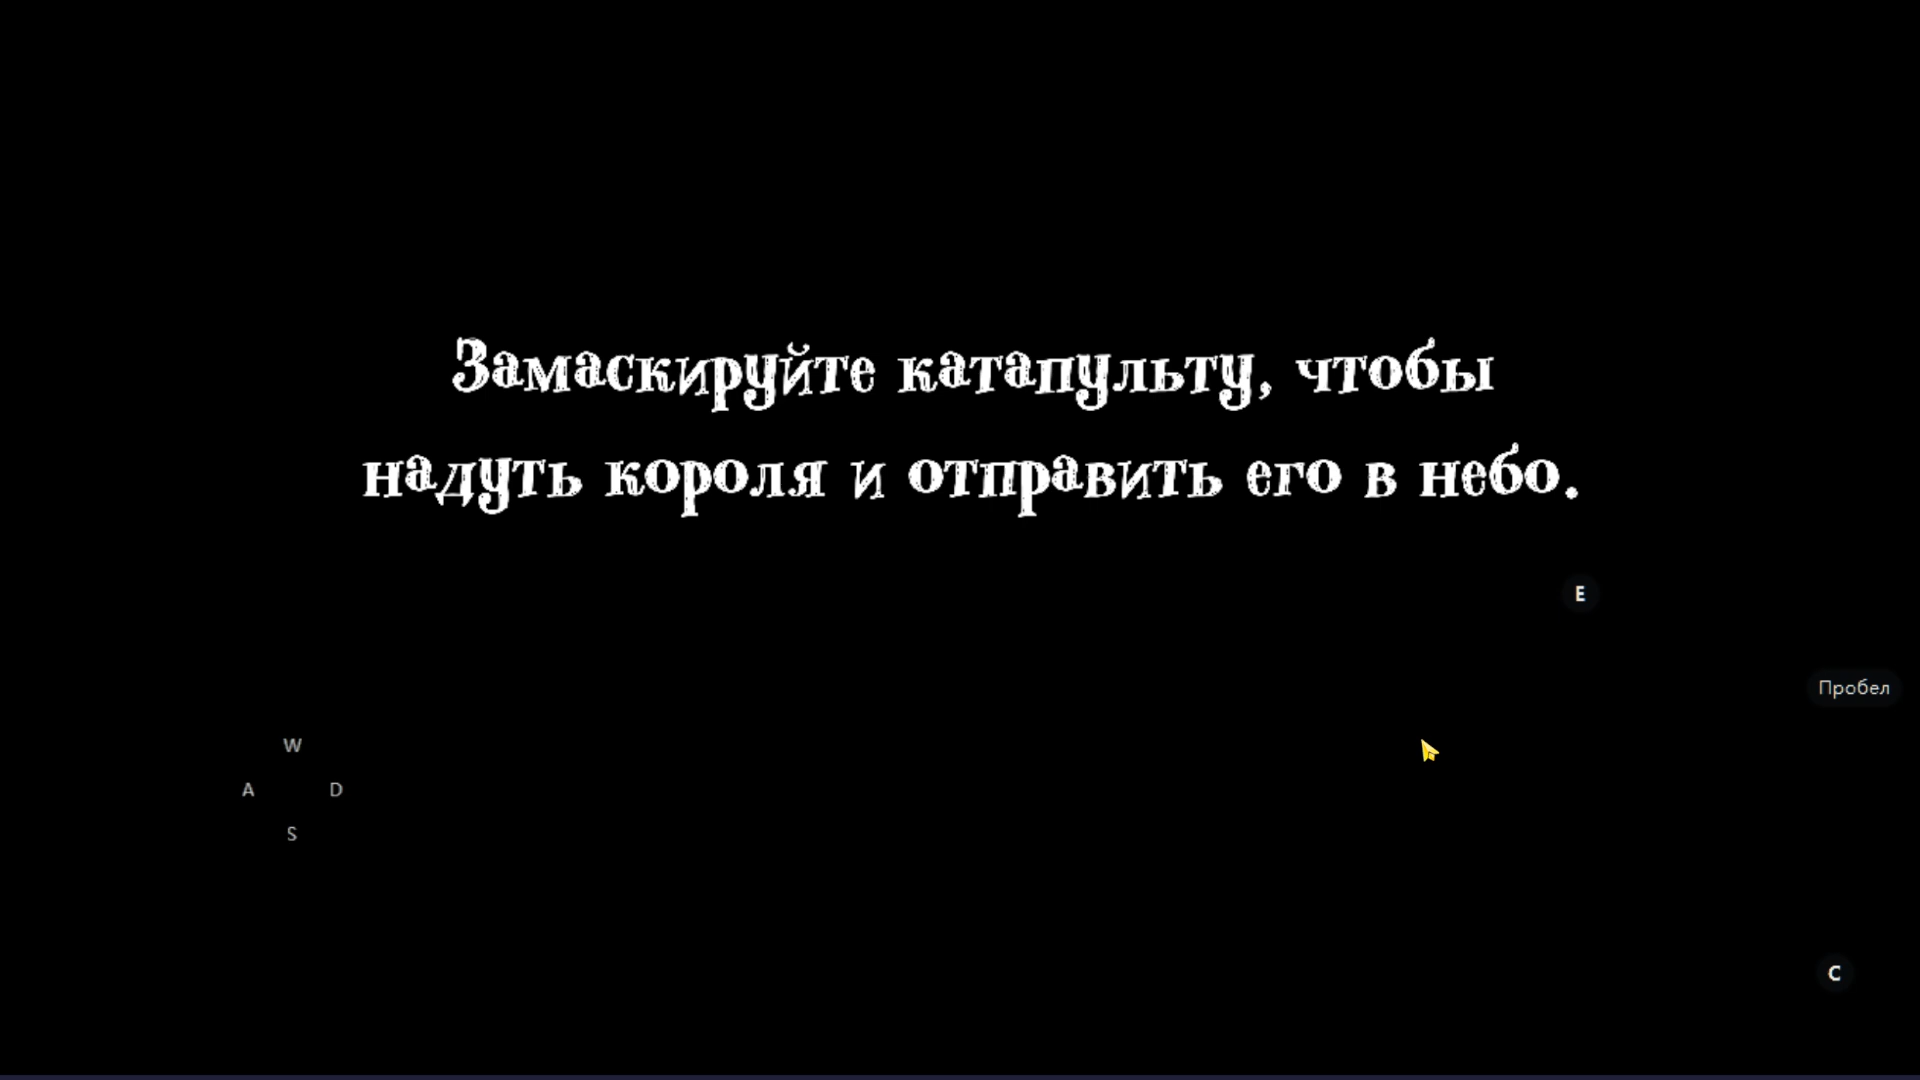 Замаскируйте катапульту, чтобы
надуть короля и отправить его в небо.
E
Пробел
W
A D
S
C